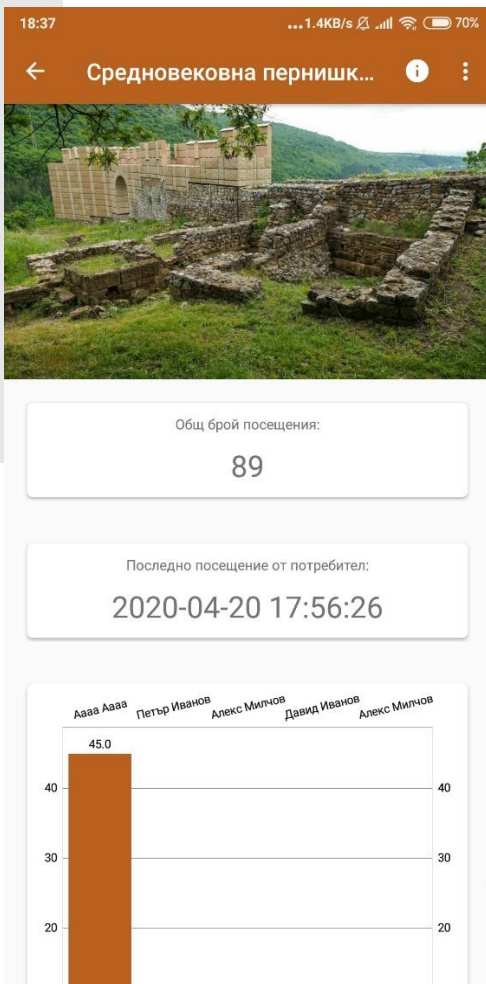 18:37
...1.4KB/s 70%
Средновековна пернишк...
Общ брой посещения:
89
Последно посещение от потребител:
2020-04-20 17:56:26
Аааа Аааа Петър Иванов Алекс Милчов Давид Иванов Алекс Милчов
45.0
40 40
30 30
20 20